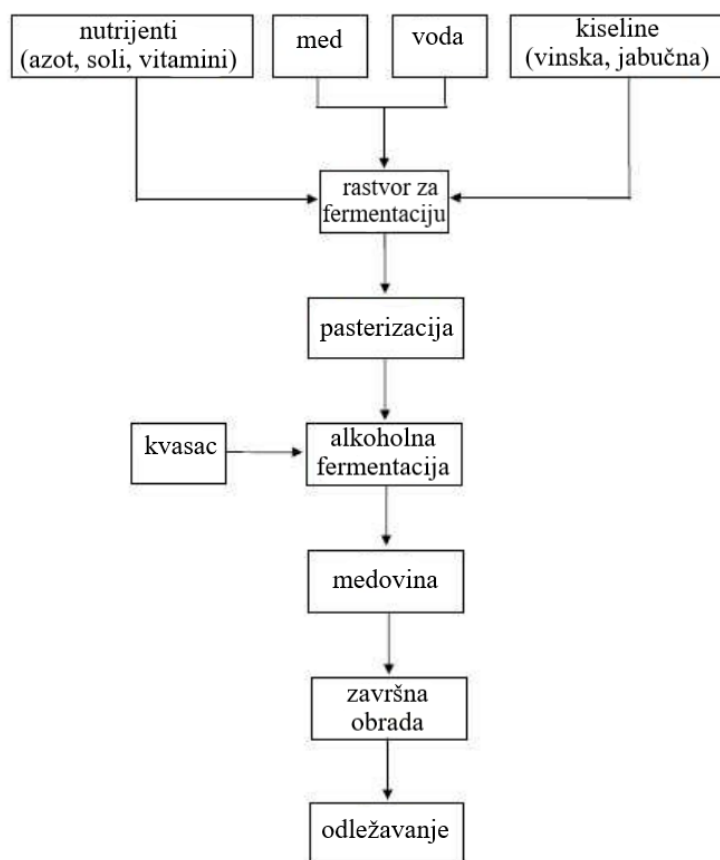 nutrijenti
(azot, soli, vitamini)
med
voda
kiseline
(vinska, jabučna)
rastvor za
fermentaciju
pasterizacija
kvasac
alkoholna
fermentacija
medovina
završna
obrada
odležavanje